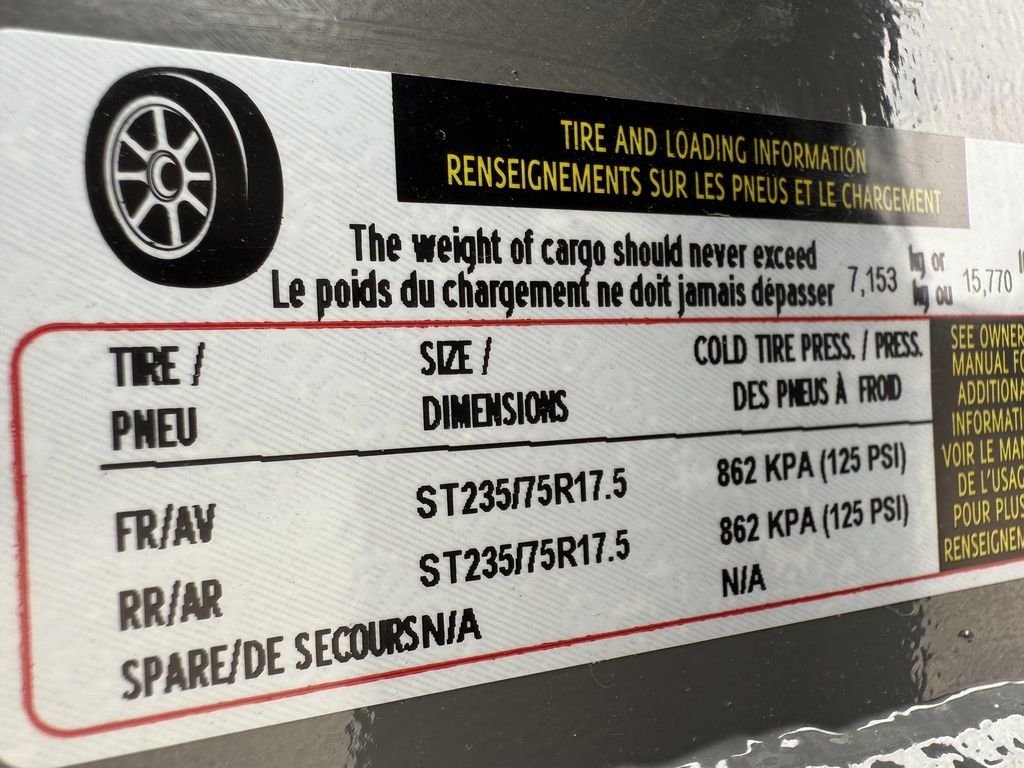 TIRE AND LOADING INFORMATION
RENSEIGNEMENTS SUR LES PNEUS ET LE CHARGEMENT
The weight of cargo should never exceed
Le poids du chargement ne doit jamais dépasser
7,153 kg or
kg ou 15,770
TIRE / PNEU
SIZE / DIMENSIONS
COLD TIRE PRESS. / PRESS. DES PNEUS À FROID
FR/AV ST235/75R17.5 862 KPA (125 PSI)
RR/AR ST235/75R17.5 862 KPA (125 PSI)
SPARE/DE SECOURS N/A N/A
SEE OWNER
MANUAL
ADDITIONA
INFORMATI
VOIR LE
DE L'USAG
POUR PLUS
RENSEIGNEM